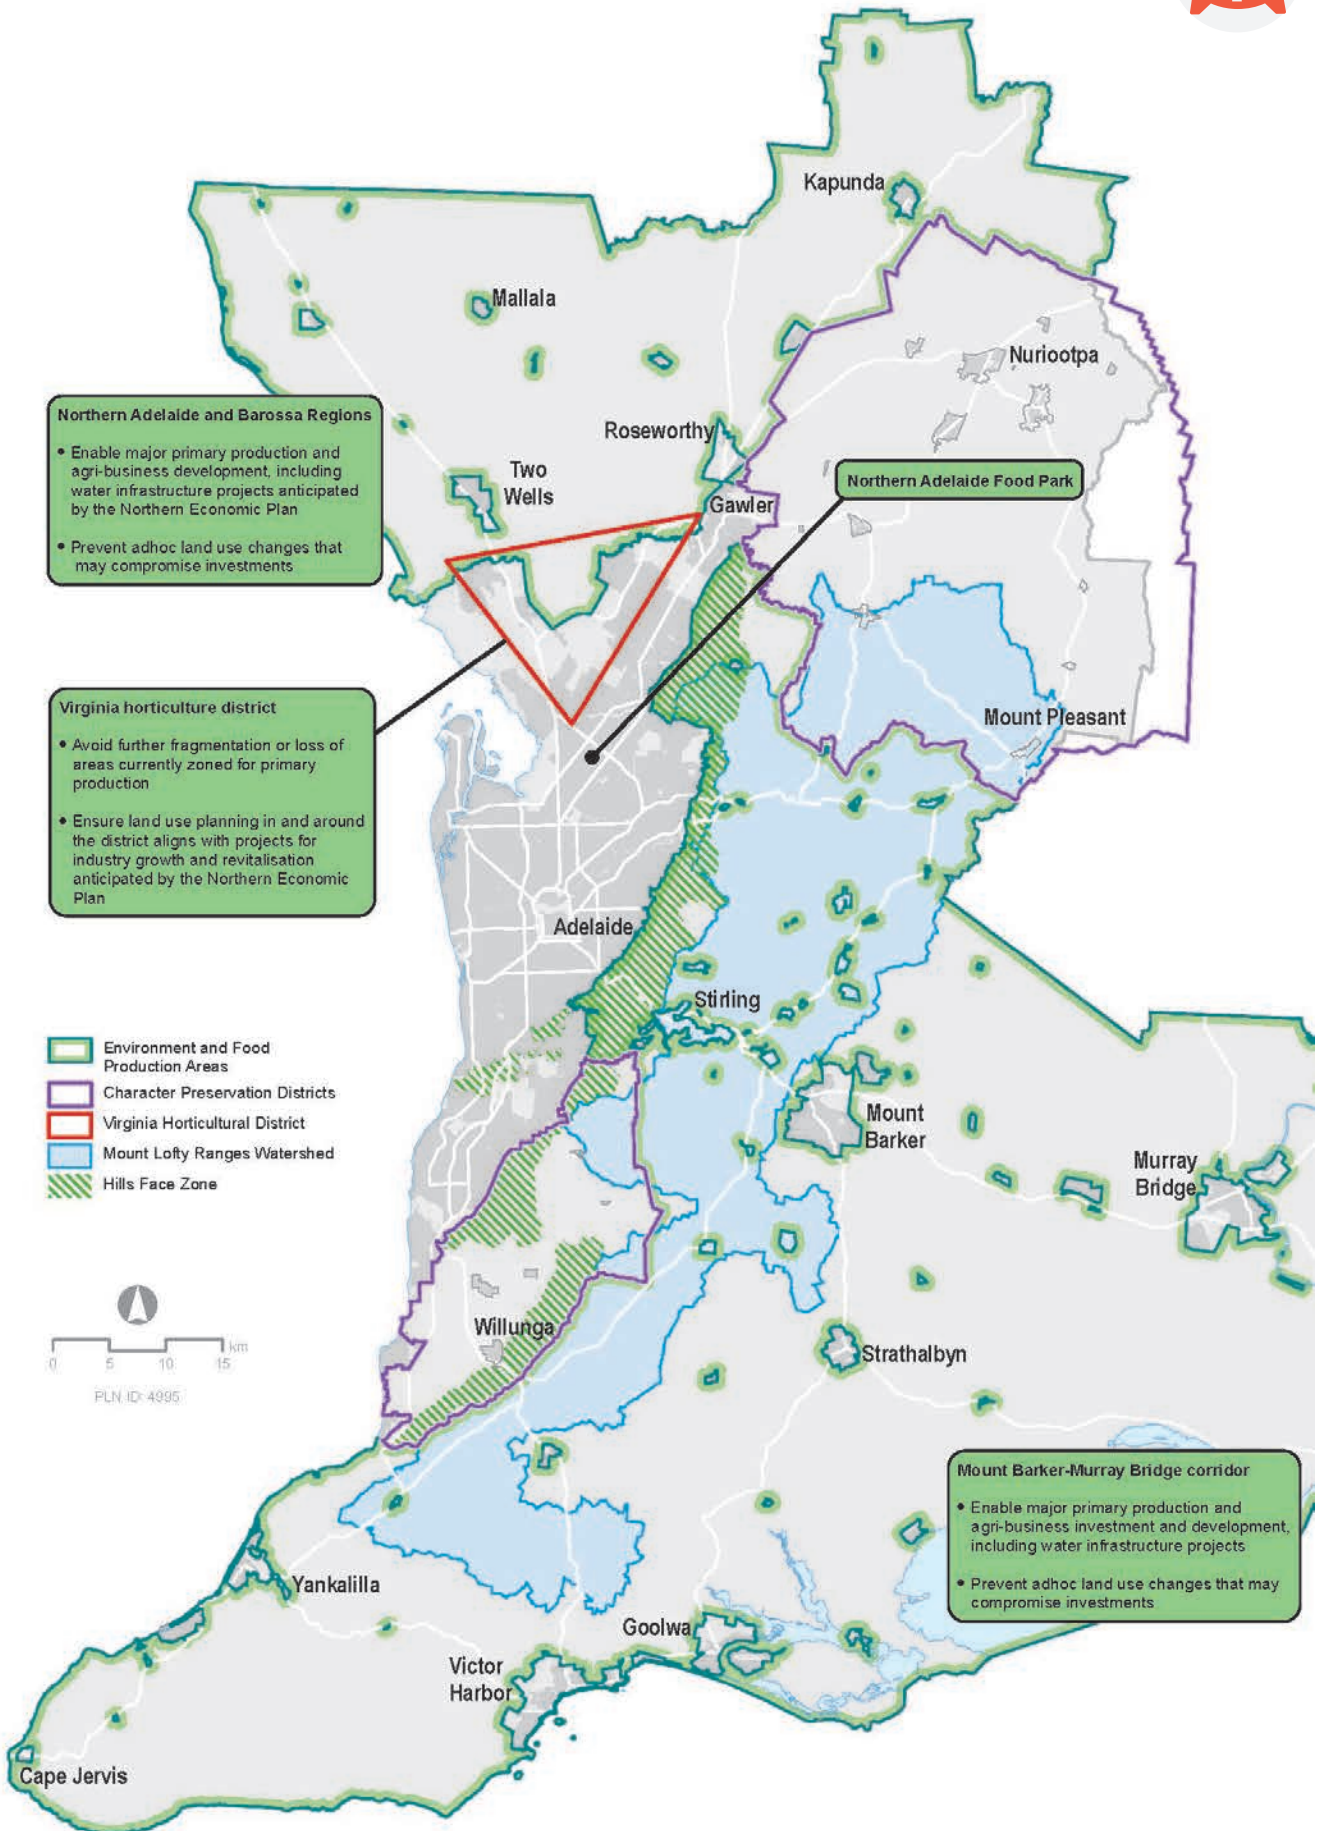 Kapunda
Mallala
Nuriootpa
Northern Adelaide and Barossa Regions
• Enable major primary production and
agri-business development, including
water infrastructure projects anticipated
by the Northern Economic Plan
• Prevent adhoc land use changes that
may compromise investments
Roseworthy
Two
Wells
Northern Adelaide Food Park
Gawler
Virginia horticulture district
• Avoid further fragmentation or loss of
areas currently zoned for primary
production
• Ensure land use planning in and around
the district aligns with projects for
industry growth and revitalisation
anticipated by the Northern Economic
Plan
Mount Pleasant
Adelaide
Stirling
Environment and Food
Production Areas
Character Preservation Districts
Virginia Horticultural District
Mount Lofty Ranges Watershed
Hills Face Zone
Mount
Barker
Murray
Bridge
km
0 5 10 15
PLN ID: 4995
Willunga
Strathalbyn
Mount Barker-Murray Bridge corridor
• Enable major primary production and
agri-business investment and development,
including water infrastructure projects
• Prevent adhoc land use changes that may
compromise investments
Yankalilla
Goolwa
Victor
Harbor
Cape Jervis